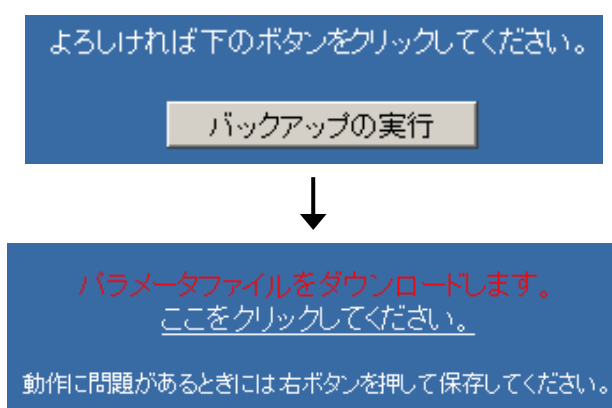 よろしければ下のボタンをクリックしてください。
バックアップの実行
パラメータファイルをダウンロードします。
ここをクリックしてください。
動作に問題があるときには右ボタンを押して保存してください。